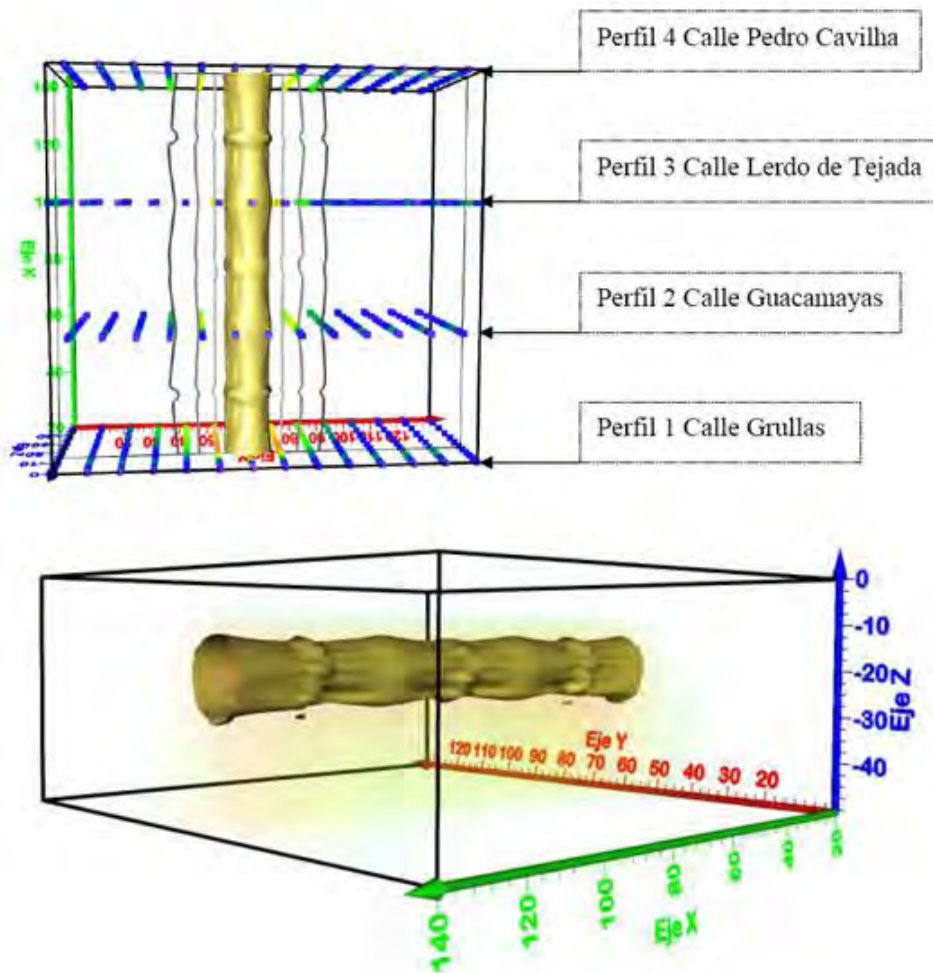 Perfil 4 Calle Pedro Cavilha
Perfil 3 Calle Lerdo de Tejada
Perfil 2 Calle Guacamayas
Perfil 1 Calle Grullas
Eje X
0
-10
-20
-30
-40
Eje Z
Eje Y
120 110 100 90 80 70 60 50 40 30 20
140 120 100 80 60 40 20
Eje X